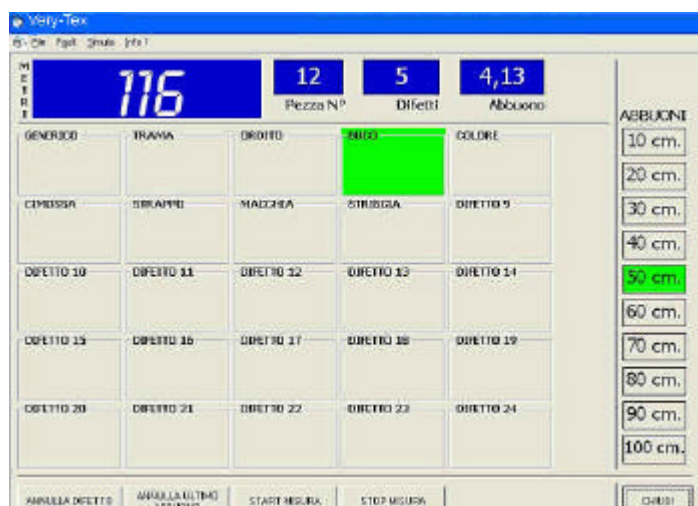 Very-Tex
File Simula Info ?
METRI
116
12
5
4,13
Pezza N° Difetti Abbuono
ABBUONI
GENERICO TRAMA ORDITO BUCO COLORE
CIMOSSA STRAPPO MACCHIA STRISCIA DIFETTO 9
DIFETTO 10 DIFETTO 11 DIFETTO 12 DIFETTO 13 DIFETTO 14
DIFETTO 15 DIFETTO 16 DIFETTO 17 DIFETTO 18 DIFETTO 19
DIFETTO 20 DIFETTO 21 DIFETTO 22 DIFETTO 23 DIFETTO 24
10 cm.
20 cm.
30 cm.
40 cm.
50 cm.
60 cm.
70 cm.
80 cm.
90 cm.
100 cm.
ANNULLA DIFETTO
ANNULLA ULTIMO
ABBUONO
START MISURA
STOP MISURA
CHIUDI